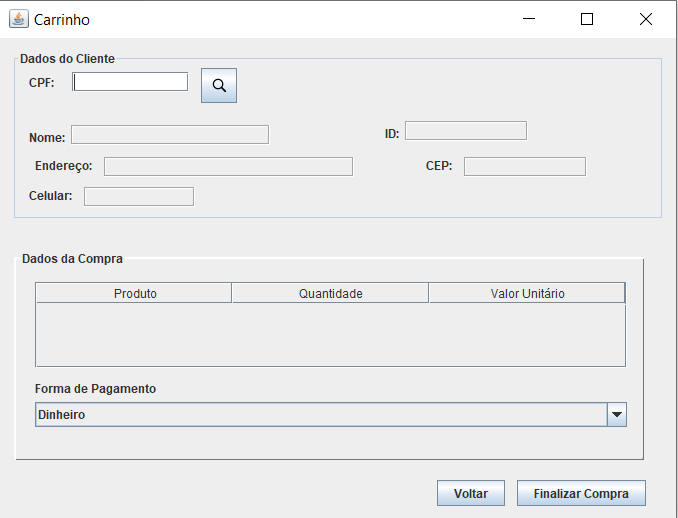 Carrinho
Dados do Cliente
CPF:
Nome:
ID:
Endereço:
CEP:
Celular:
Dados da Compra
Produto Quantidade Valor Unitário
Forma de Pagamento
Dinheiro
Voltar Finalizar Compra